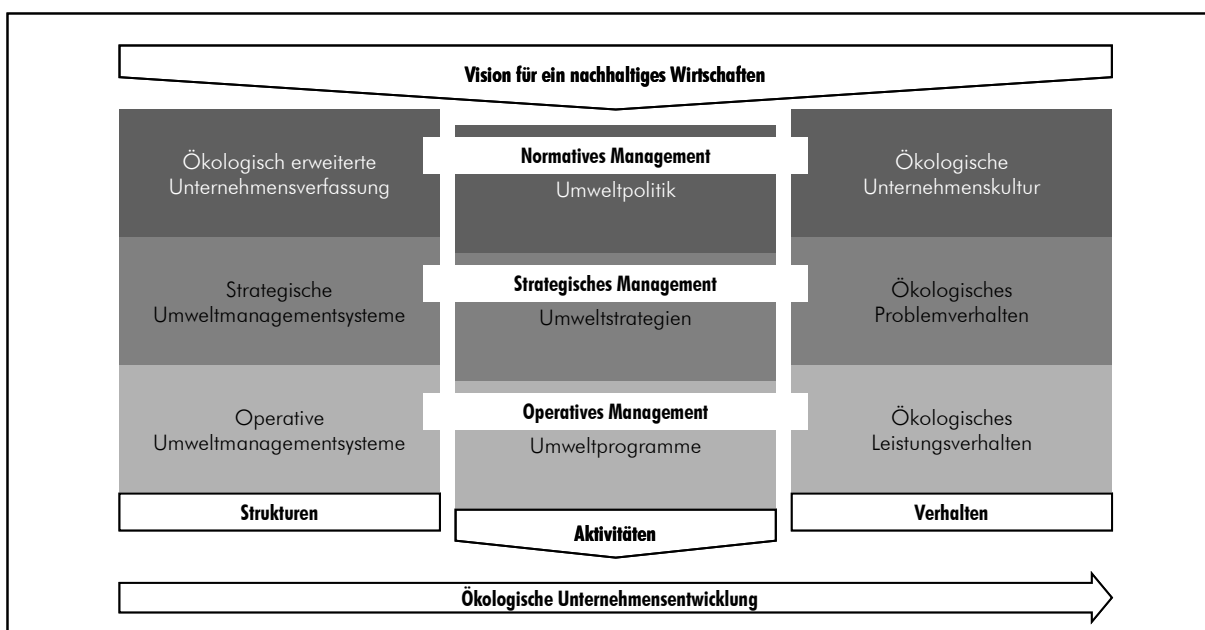 Vision für ein nachhaltiges Wirtschaften
Ökologisch erweiterte
Unternehmensverfassung
Normatives Management
Umweltpolitik
Ökologische
Unternehmenskultur
Strategische
Umweltmanagementsysteme
Strategisches Management
Umweltstrategien
Ökologisches
Problemverhalten
Operative
Umweltmanagementsysteme
Operatives Management
Umweltprogramme
Ökologisches
Leistungsverhalten
Strukturen
Aktivitäten
Verhalten
Ökologische Unternehmensentwicklung